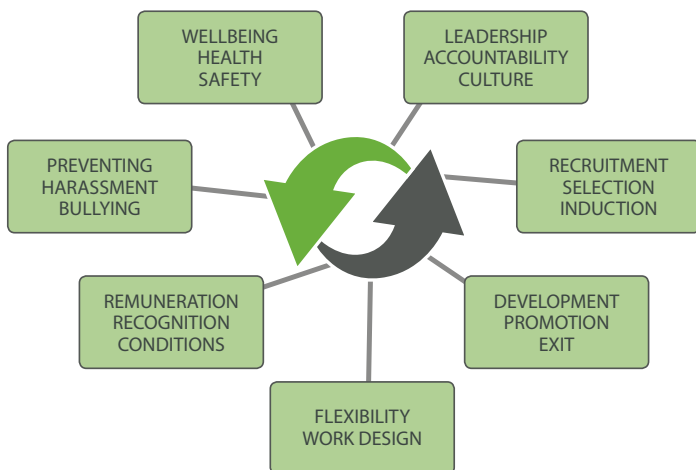 WELLBEING
HEALTH
SAFETY
LEADERSHIP
ACCOUNTABILITY
CULTURE
PREVENTING
HARASSMENT
BULLYING
RECRUITMENT
SELECTION
INDUCTION
REMUNERATION
RECOGNITION
CONDITIONS
DEVELOPMENT
PROMOTION
EXIT
FLEXIBILITY
WORK DESIGN